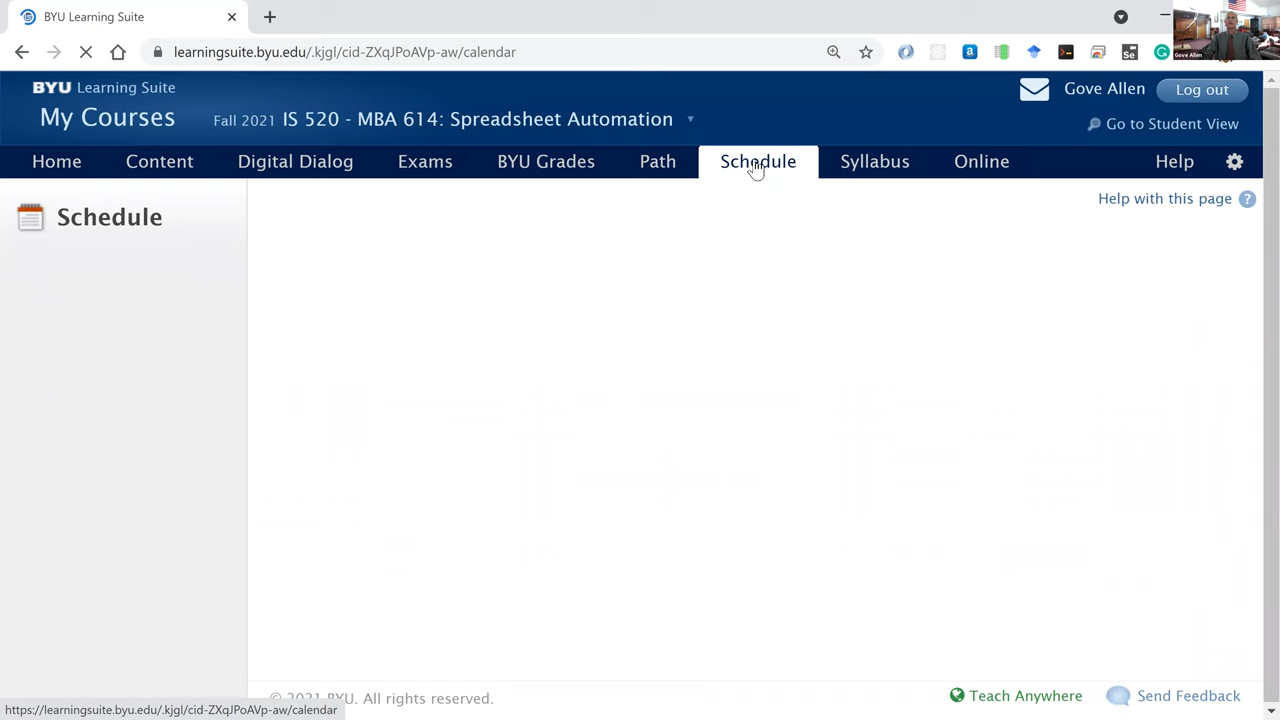 BYU Learning Suite
learningsuite.byu.edu/.kjgl/cid-ZXqJPoAVp-aw/calendar
Gove Allen
BYU Learning Suite
Gove Allen
Log out
My Courses
Fall 2021 IS 520 - MBA 614: Spreadsheet Automation
Go to Student View
Home
Content
Digital Dialog
Exams
BYU Grades
Path
Schedule
Syllabus
Online
Help
Schedule
Help with this page ?
© 2021 BYU. All rights reserved.
Teach Anywhere
Send Feedback
https://learningsuite.byu.edu/.kjgl/cid-ZXqJPoAVp-aw/calendar